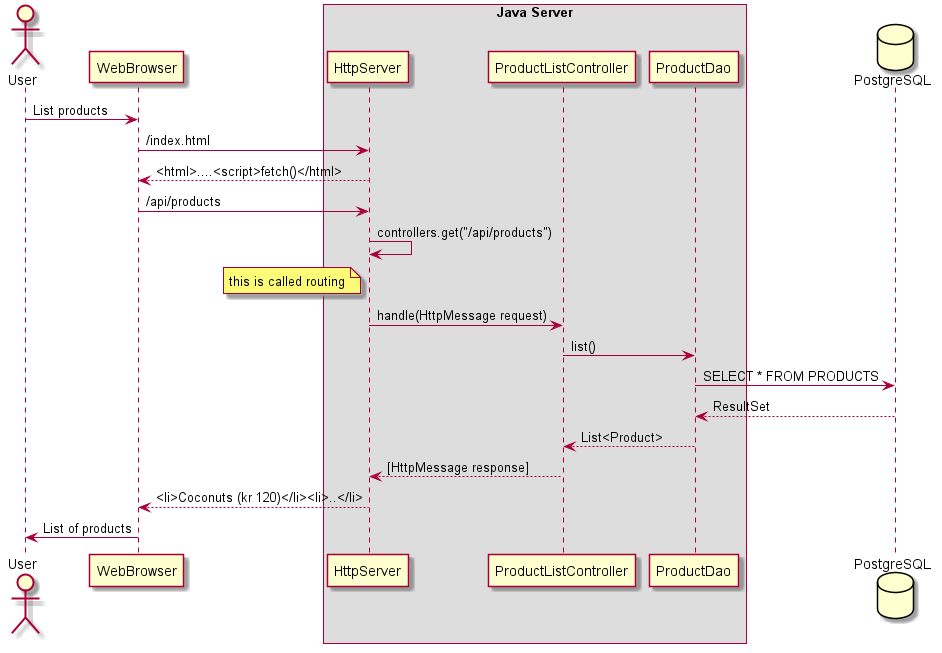 Java Server
User
WebBrowser
HttpServer
ProductListController
ProductDao
PostgreSQL
List products
/index.html
<html>....<script>fetch()</html>
/api/products
controllers.get("/api/products")
this is called routing
handle(HttpMessage request)
list()
SELECT * FROM PRODUCTS
ResultSet
List<Product>
[HttpMessage response]
<li>Coconuts (kr 120)</li><li>..</li>
List of products
User
WebBrowser
HttpServer
ProductListController
ProductDao
PostgreSQL